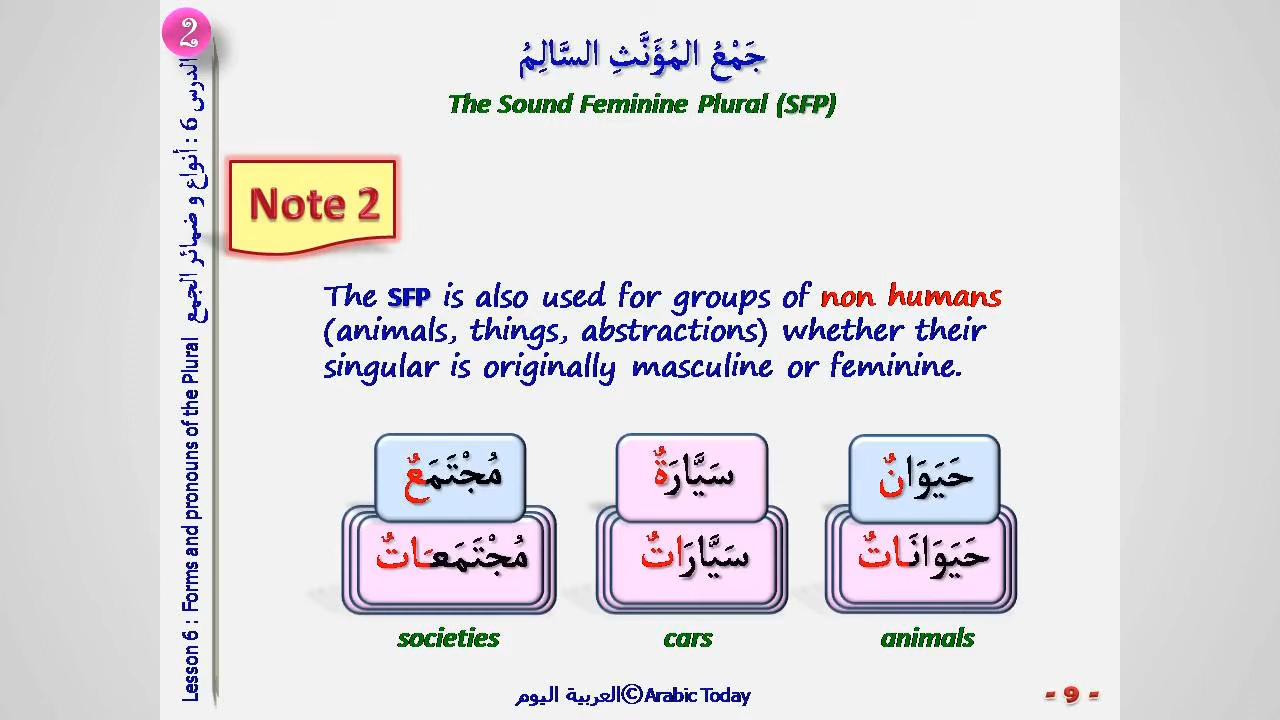 2
الدرس 6 : أنواع و ضمائر الجمع
Lesson 6 : Forms and pronouns of the Plural
جَمْعُ المُؤَنَّثِ السَّالِمُ
The Sound Feminine Plural (SFP)
Note 2
The SFP is also used for groups of non humans
(animals, things, abstractions) whether their
singular is originally masculine or feminine.
حَيَوَانٌ
سَيَّارَةٌ
مُجْتَمَعٌ
حَيَوَانَـاتٌ
سَيَّارَاتٌ
مُجْتَمَعـَاتٌ
societies
cars
animals
العربية اليوم©Arabic Today
- 9 -